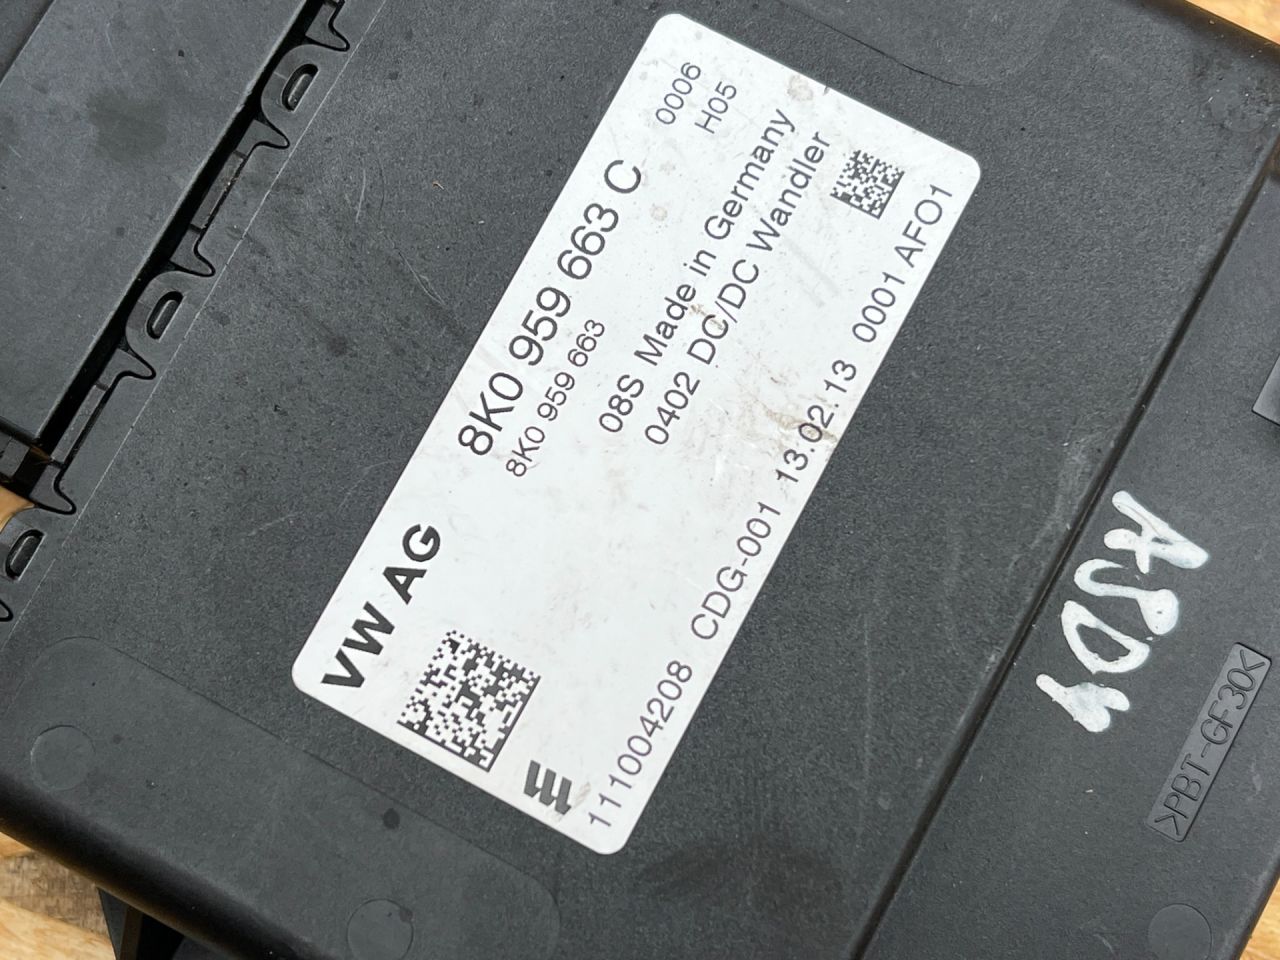 0006
H05
VW AG
8K0 959 663 C
8K0 959 663
08S Made in Germany
0402 DC/DC Wandler
111004208 CDG-001 13.02.13 0001 AFO1
>PBT-GF30<